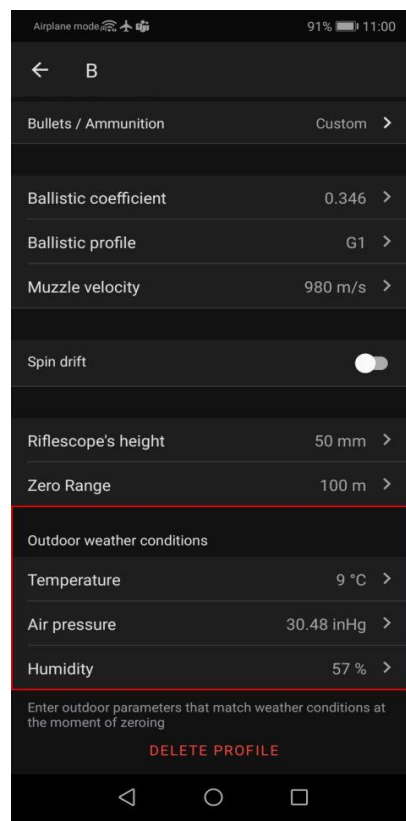 Airplane mode 91% 11:00
B
Bullets / Ammunition Custom
Ballistic coefficient 0.346
Ballistic profile G1
Muzzle velocity 980 m/s
Spin drift
Riflescope's height 50 mm
Zero Range 100 m
Outdoor weather conditions
Temperature 9 °C
Air pressure 30.48 inHg
Humidity 57 %
Enter outdoor parameters that match weather conditions at
the moment of zeroing
DELETE PROFILE